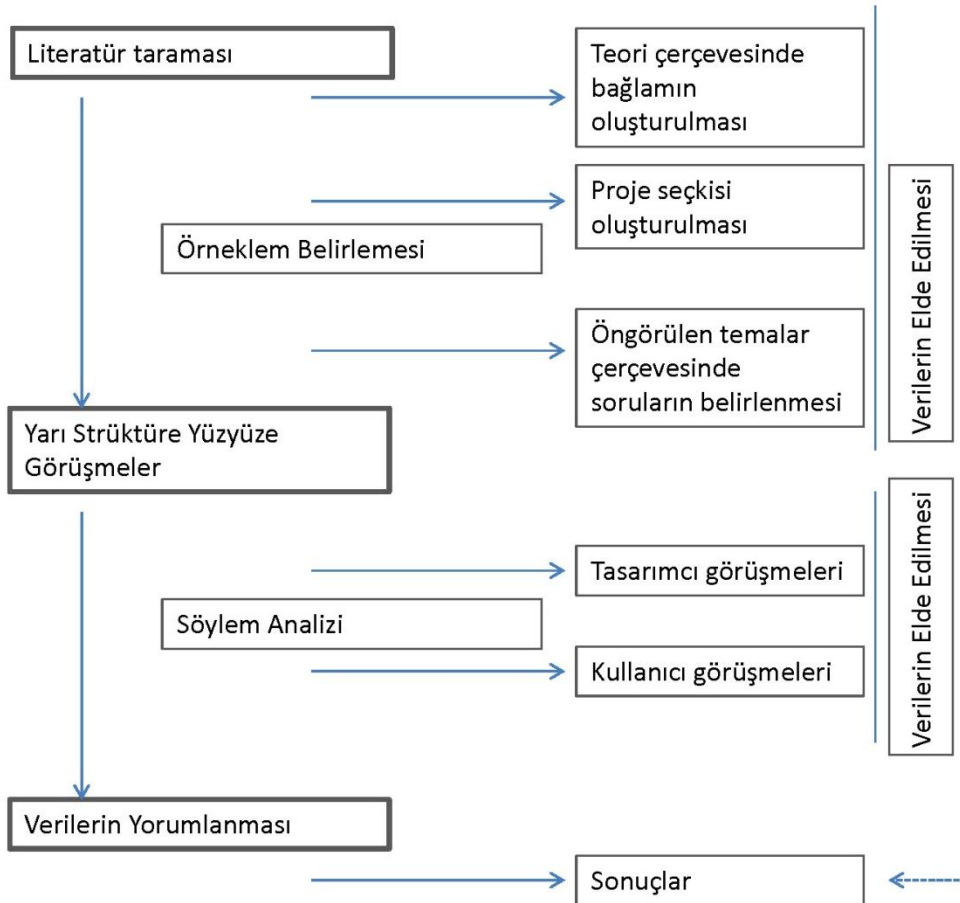 Literatür taraması
Teori çerçevesinde
bağlamın
oluşturulması
Proje seçkisi
oluşturulması
Örneklem Belirlemesi
Öngörülen temalar
çerçevesinde
soruların belirlenmesi
Verilerin Elde Edilmesi
Yarı Strüktüre Yüzyüze
Görüşmeler
Tasarımcı görüşmeleri
Söylem Analizi
Kullanıcı görüşmeleri
Verilerin Elde Edilmesi
Verilerin Yorumlanması
Sonuçlar